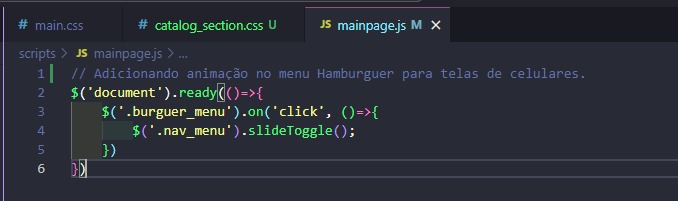 # main.css # catalog_section.css U JS mainpage.js M ×
scripts > JS mainpage.js > ...
1 // Adicionando animação no menu Hamburguer para telas de celulares.
2 $('document').ready(()=>{
3 $('.burguer_menu').on('click', ()=>{
4 $('.nav_menu').slideToggle();
5 })
6 })